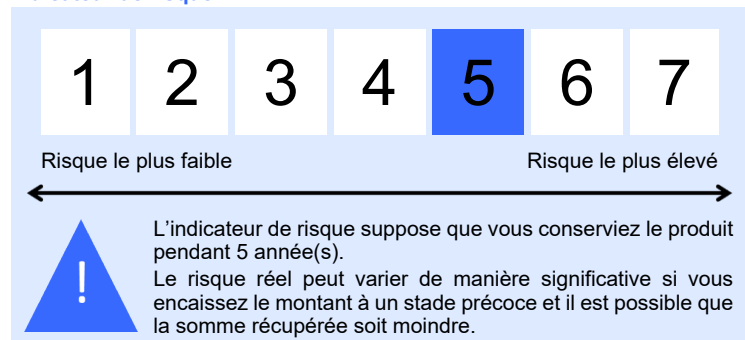 1 2 3 4 5 6 7
Risque le plus faible Risque le plus élevé
! L’indicateur de risque suppose que vous conserviez le produit
pendant 5 année(s).
Le risque réel peut varier de manière significative si vous
encaissez le montant à un stade précoce et il est possible que
la somme récupérée soit moindre.